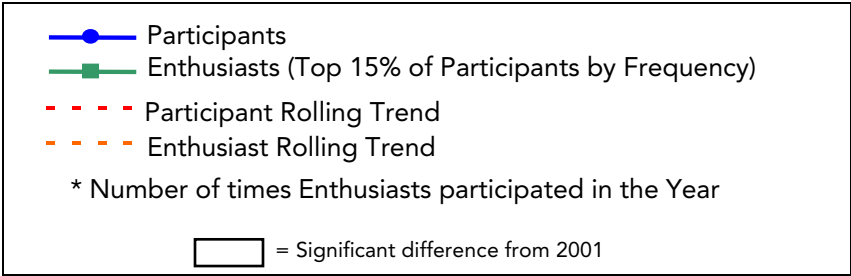 Participants
Enthusiasts (Top 15% of Participants by Frequency)
Participant Rolling Trend
Enthusiast Rolling Trend
* Number of times Enthusiasts participated in the Year
= Significant difference from 2001